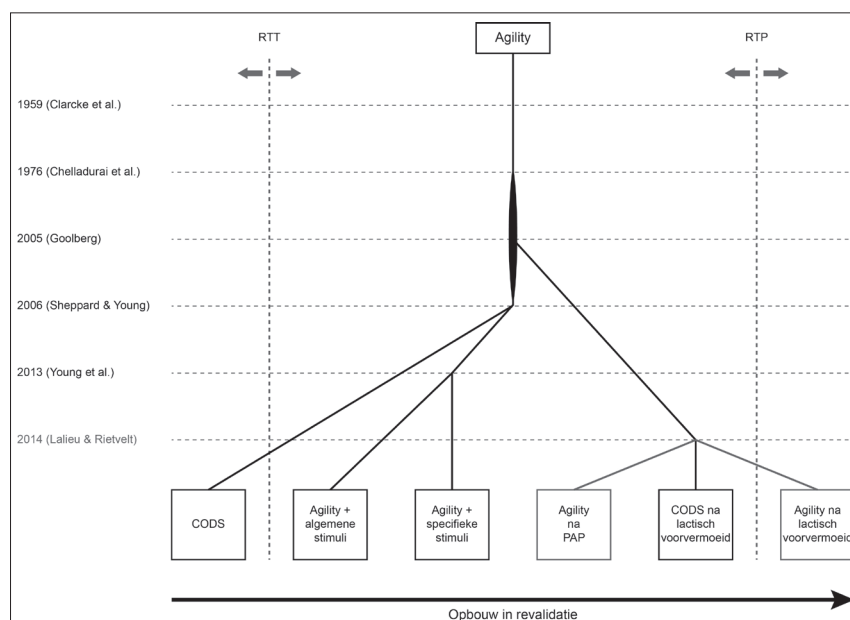 RTT
Agility
RTP
1959 (Clarcke et al.)
1976 (Chelladurai et al.)
2005 (Goolberg)
2006 (Sheppard & Young)
2013 (Young et al.)
2014 (Lalieu & Rietvelt)
CODS
Agility +
algemene
stimuli
Agility +
specifieke
stimuli
Agility
na
PAP
CODS na
lactisch
voorvermoeid
Agility na
lactisch
voorvermoeid
Opbouw in revalidatie